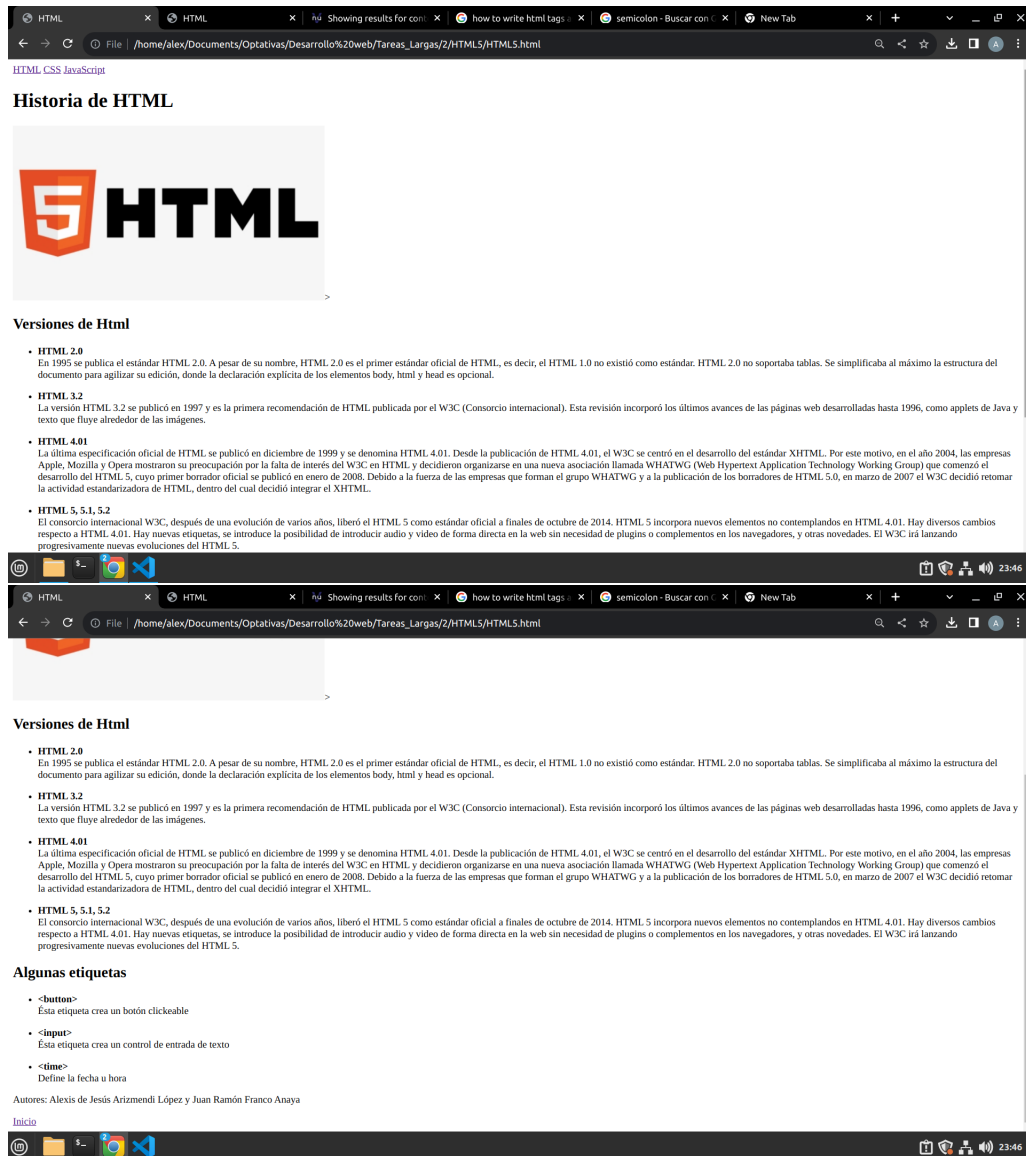 HTML
HTML
Showing results for cont
how to write html tags a
semicolon - Buscar con G
New Tab
File /home/alex/Documents/Optativas/Desarrollo%20web/Tareas_Largas/2/HTML5/HTML5.html
A
HTML CSS JavaScript
Historia de HTML
5 HTML
>
Versiones de Html
• HTML 2.0
En 1995 se publica el estándar HTML 2.0. A pesar de su nombre, HTML 2.0 es el primer estándar oficial de HTML, es decir, el HTML 1.0 no existió como estándar. HTML 2.0 no soportaba tablas. Se simplificaba al máximo la estructura del
documento para agilizar su edición, donde la declaración explícita de los elementos body, html y head es opcional.
• HTML 3.2
La versión HTML 3.2 se publicó en 1997 y es la primera recomendación de HTML publicada por el W3C (Consorcio internacional). Esta revisión incorporó los últimos avances de las páginas web desarrolladas hasta 1996, como applets de Java y
texto que fluye alrededor de las imágenes.
• HTML 4.01
La última especificación oficial de HTML se publicó en diciembre de 1999 y se denomina HTML 4.01. Desde la publicación de HTML 4.01, el W3C se centró en el desarrollo del estándar XHTML. Por este motivo, en el año 2004, las empresas
Apple, Mozilla y Opera mostraron su preocupación por la falta de interés del W3C en HTML y decidieron organizarse en una nueva asociación llamada WHATWG (Web Hypertext Application Technology Working Group) que comenzó el
desarrollo del HTML 5, cuyo primer borrador oficial se publicó en enero de 2008. Debido a la fuerza de las empresas que forman el grupo WHATWG y a la publicación de los borradores de HTML 5.0, en marzo de 2007 el W3C decidió retomar
la actividad estandarizadora de HTML, dentro del cual decidió integrar el XHTML.
• HTML 5, 5.1, 5.2
El consorcio internacional W3C, después de una evolución de varios años, liberó el HTML 5 como estándar oficial a finales de octubre de 2014. HTML 5 incorpora nuevos elementos no contemplandos en HTML 4.01. Hay diversos cambios
respecto a HTML 4.01. Hay nuevas etiquetas, se introduce la posibilidad de introducir audio y video de forma directa en la web sin necesidad de plugins o complementos en los navegadores, y otras novedades. El W3C irá lanzando
progresivamente nuevas evoluciones del HTML 5.
2
23:46
HTML
HTML
Showing results for cont
how to write html tags a
semicolon - Buscar con G
New Tab
File /home/alex/Documents/Optativas/Desarrollo%20web/Tareas_Largas/2/HTML5/HTML5.html
A
>
Versiones de Html
• HTML 2.0
En 1995 se publica el estándar HTML 2.0. A pesar de su nombre, HTML 2.0 es el primer estándar oficial de HTML, es decir, el HTML 1.0 no existió como estándar. HTML 2.0 no soportaba tablas. Se simplificaba al máximo la estructura del
documento para agilizar su edición, donde la declaración explícita de los elementos body, html y head es opcional.
• HTML 3.2
La versión HTML 3.2 se publicó en 1997 y es la primera recomendación de HTML publicada por el W3C (Consorcio internacional). Esta revisión incorporó los últimos avances de las páginas web desarrolladas hasta 1996, como applets de Java y
texto que fluye alrededor de las imágenes.
• HTML 4.01
La última especificación oficial de HTML se publicó en diciembre de 1999 y se denomina HTML 4.01. Desde la publicación de HTML 4.01, el W3C se centró en el desarrollo del estándar XHTML. Por este motivo, en el año 2004, las empresas
Apple, Mozilla y Opera mostraron su preocupación por la falta de interés del W3C en HTML y decidieron organizarse en una nueva asociación llamada WHATWG (Web Hypertext Application Technology Working Group) que comenzó el
desarrollo del HTML 5, cuyo primer borrador oficial se publicó en enero de 2008. Debido a la fuerza de las empresas que forman el grupo WHATWG y a la publicación de los borradores de HTML 5.0, en marzo de 2007 el W3C decidió retomar
la actividad estandarizadora de HTML, dentro del cual decidió integrar el XHTML.
• HTML 5, 5.1, 5.2
El consorcio internacional W3C, después de una evolución de varios años, liberó el HTML 5 como estándar oficial a finales de octubre de 2014. HTML 5 incorpora nuevos elementos no contemplandos en HTML 4.01. Hay diversos cambios
respecto a HTML 4.01. Hay nuevas etiquetas, se introduce la posibilidad de introducir audio y video de forma directa en la web sin necesidad de plugins o complementos en los navegadores, y otras novedades. El W3C irá lanzando
progresivamente nuevas evoluciones del HTML 5.
Algunas etiquetas
• <button>
Ésta etiqueta crea un botón clickeable
• <input>
Ésta etiqueta crea un control de entrada de texto
• <time>
Define la fecha u hora
Autores: Alexis de Jesús Arizmendi López y Juan Ramón Franco Anaya
Inicio
2
23:46